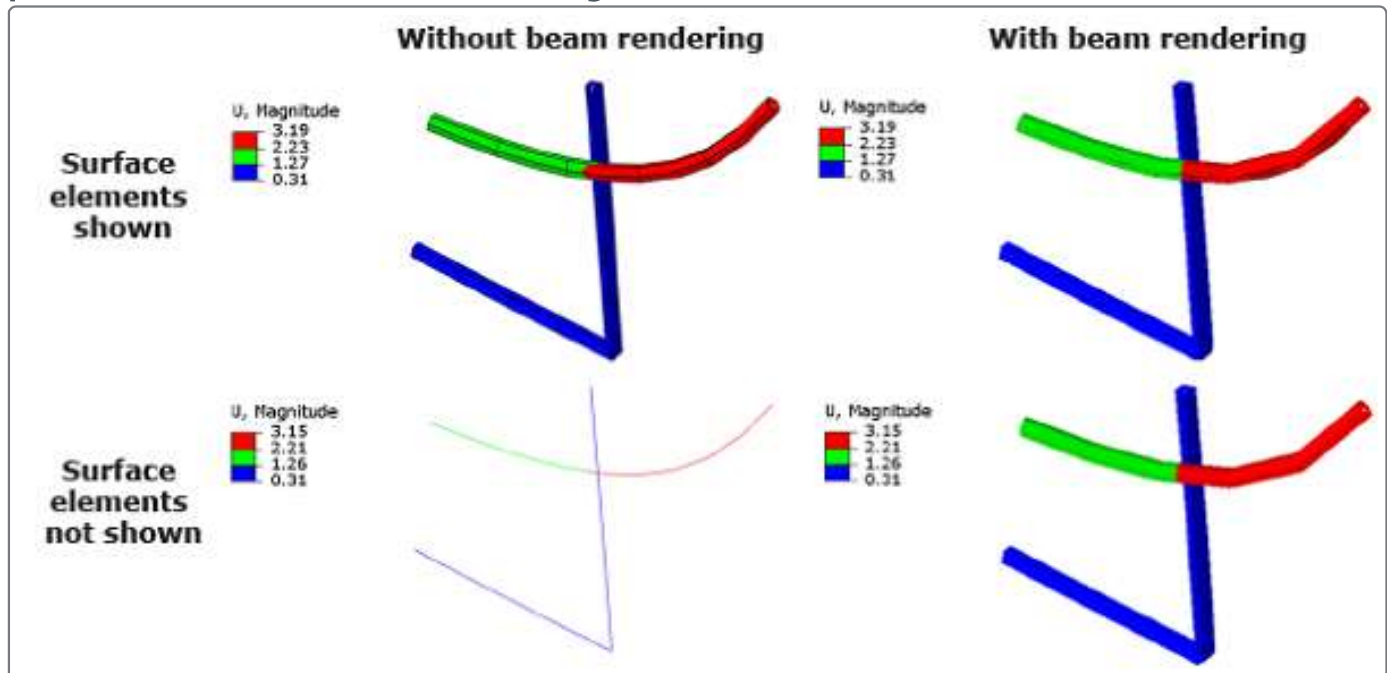 Without beam rendering
With beam rendering
Surface
elements
shown
U, Magnitude
3.19
2.23
1.27
0.31
U, Magnitude
3.19
2.23
1.27
0.31
Surface
elements
not shown
U, Magnitude
3.15
2.21
1.26
0.31
U, Magnitude
3.15
2.21
1.26
0.31